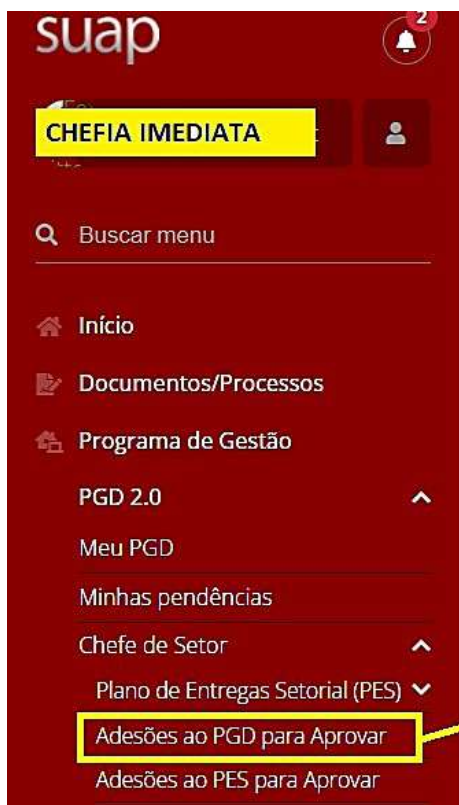 suap
2
CHEFIA IMEDIATA
Buscar menu
Início
Documentos/Processos
Programa de Gestão
PGD 2.0
Meu PGD
Minhas pendências
Chefe de Setor
Plano de Entregas Setorial (PES)
Adesões ao PGD para Aprovar
Adesões ao PES para Aprovar